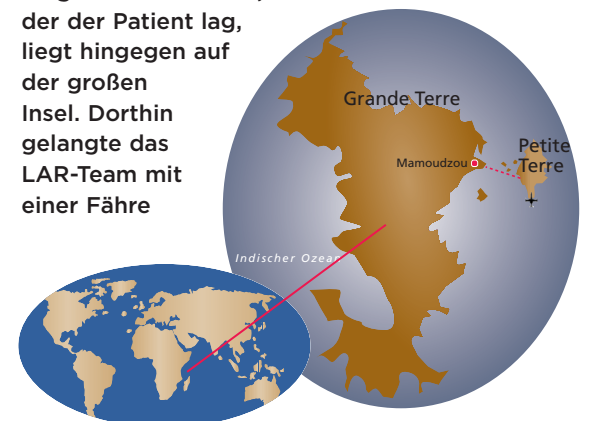 der der Patient lag,
liegt hingegen auf
der großen
Insel. Dorthin
gelangte das
LAR-Team mit
einer Fähre
Grande Terre
Petite
Terre
Mamoudzou
Indischer Ozean